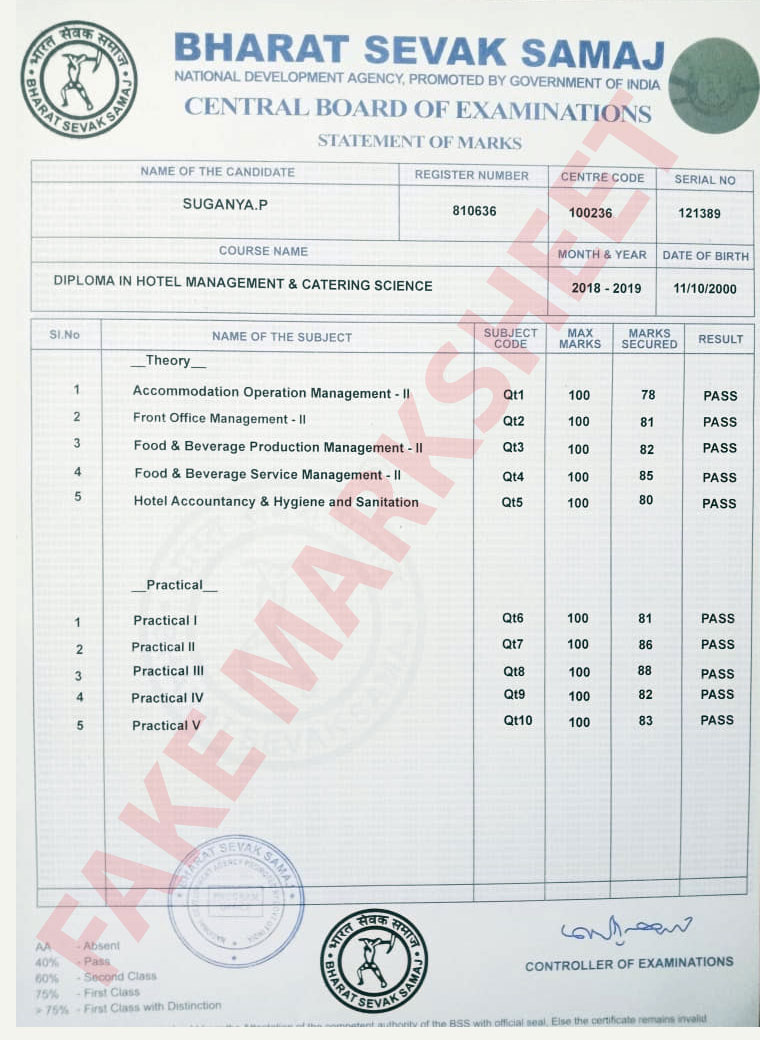 भारत सेवक समाज
BHARAT SEVAK SAMAJ
BHARAT SEVAK SAMAJ
NATIONAL DEVELOPMENT AGENCY, PROMOTED BY GOVERNMENT OF INDIA
CENTRAL BOARD OF EXAMINATIONS
STATEMENT OF MARKS
NAME OF THE CANDIDATE REGISTER NUMBER CENTRE CODE SERIAL NO
SUGANYA.P 810636 100236 121389
COURSE NAME MONTH & YEAR DATE OF BIRTH
DIPLOMA IN HOTEL MANAGEMENT & CATERING SCIENCE 2018 - 2019 11/10/2000
SI.No NAME OF THE SUBJECT SUBJECT CODE MAX MARKS MARKS SECURED RESULT
__Theory__
1 Accommodation Operation Management - II Qt1 100 78 PASS
2 Front Office Management - II Qt2 100 81 PASS
3 Food & Beverage Production Management - II Qt3 100 82 PASS
4 Food & Beverage Service Management - II Qt4 100 85 PASS
5 Hotel Accountancy & Hygiene and Sanitation Qt5 100 80 PASS
__Practical__
1 Practical I Qt6 100 81 PASS
2 Practical II Qt7 100 86 PASS
3 Practical III Qt8 100 88 PASS
4 Practical IV Qt9 100 82 PASS
5 Practical V Qt10 100 83 PASS
FAKE MARKSHEET
BHARAT SEVAK SAMAJ
AA - Absent
40% - Pass
60% - Second Class
75% - First Class
> 75% - First Class with Distinction
भारत सेवक समाज
BHARAT SEVAK SAMAJ
CONTROLLER OF EXAMINATIONS
the Attestation of the competent authority of the BSS with official seal, Else the certificate remains invalid